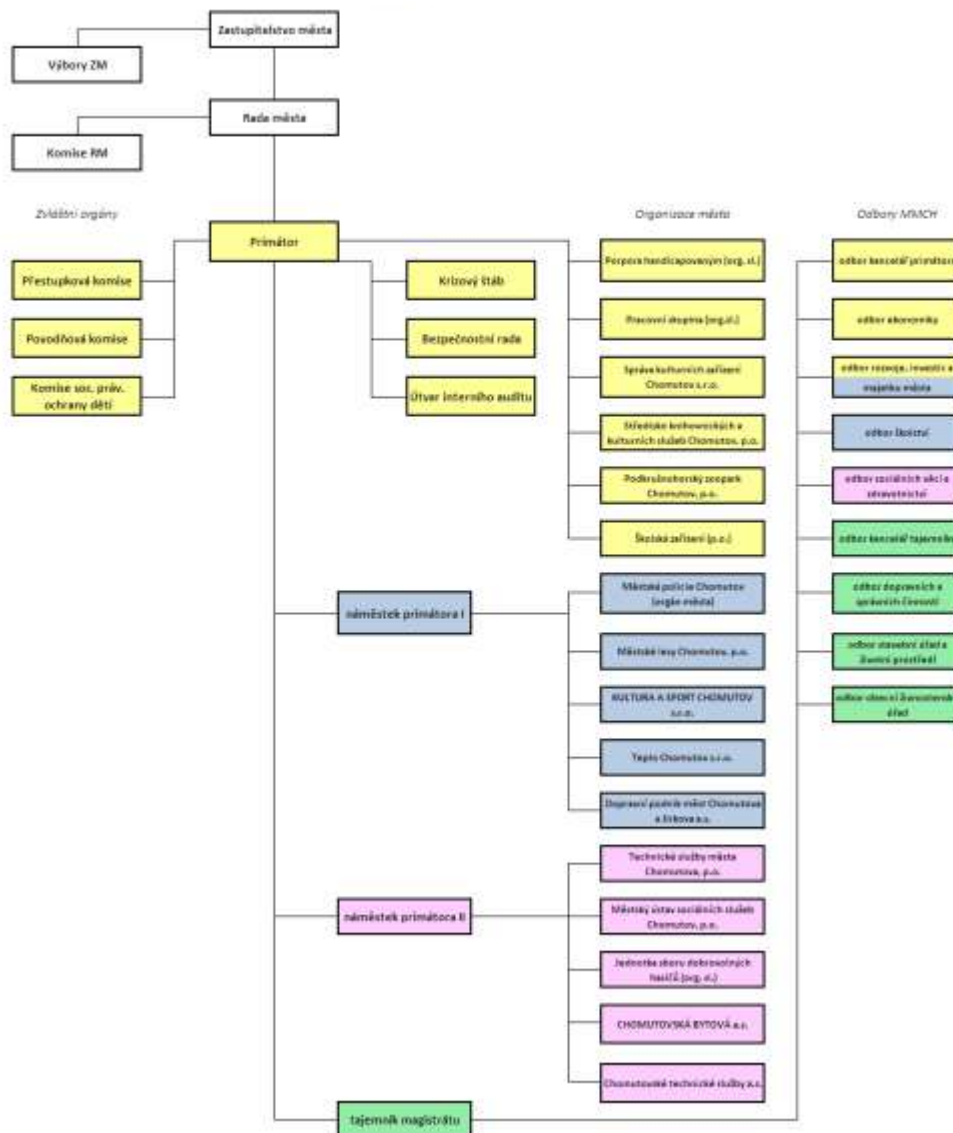 Zastupitelstvo města
Výbory ZM
Rada města
Komise RM
Zvláštní orgány
Organizace města
Odbory MMCH
Primátor
Přestupková komise
Povodňová komise
Komise soc. práv.
ochrany dětí
Krizový štáb
Bezpečnostní rada
Útvar interního auditu
Porpora handicapovaným (org. sl.)
Pracovní skupina (org.sl.)
Správa kulturních zařízení
Chomutov s.r.o.
Středisko knihovnických a
kulturních služeb Chomutov, p.o.
Podkrušnohorský zoopark
Chomutov, p.o.
Školská zařízení (p.o.)
náměstek primátora I
Městská policie Chomutov
(orgán města)
Městské lesy Chomutov, p.o.
KULTURA A SPORT CHOMUTOV
s.r.o.
Teplo Chomutov s.r.o.
Dopravní podnik měst Chomutova
a Jirkova a.s.
náměstek primátora II
Technické služby města
Chomutova, p.o.
Městský ústav sociálních služeb
Chomutov, p.o.
Jednotka sboru dobrovolných
hasičů (org. sl.)
CHOMUTOVSKÁ BYTOVÁ a.s.
Chomutovské technické služby a.s.
tajemník magistrátu
odbor kancelář primátora
odbor ekonomiky
odbor rozvoje, investic a
majetku města
odbor školství
odbor sociálních věcí a
zdravotnictví
odbor kancelář tajemníka
odbor dopravních a
správních činností
odbor stavební úřad a
životní prostředí
odbor obecní živnostenský
úřad